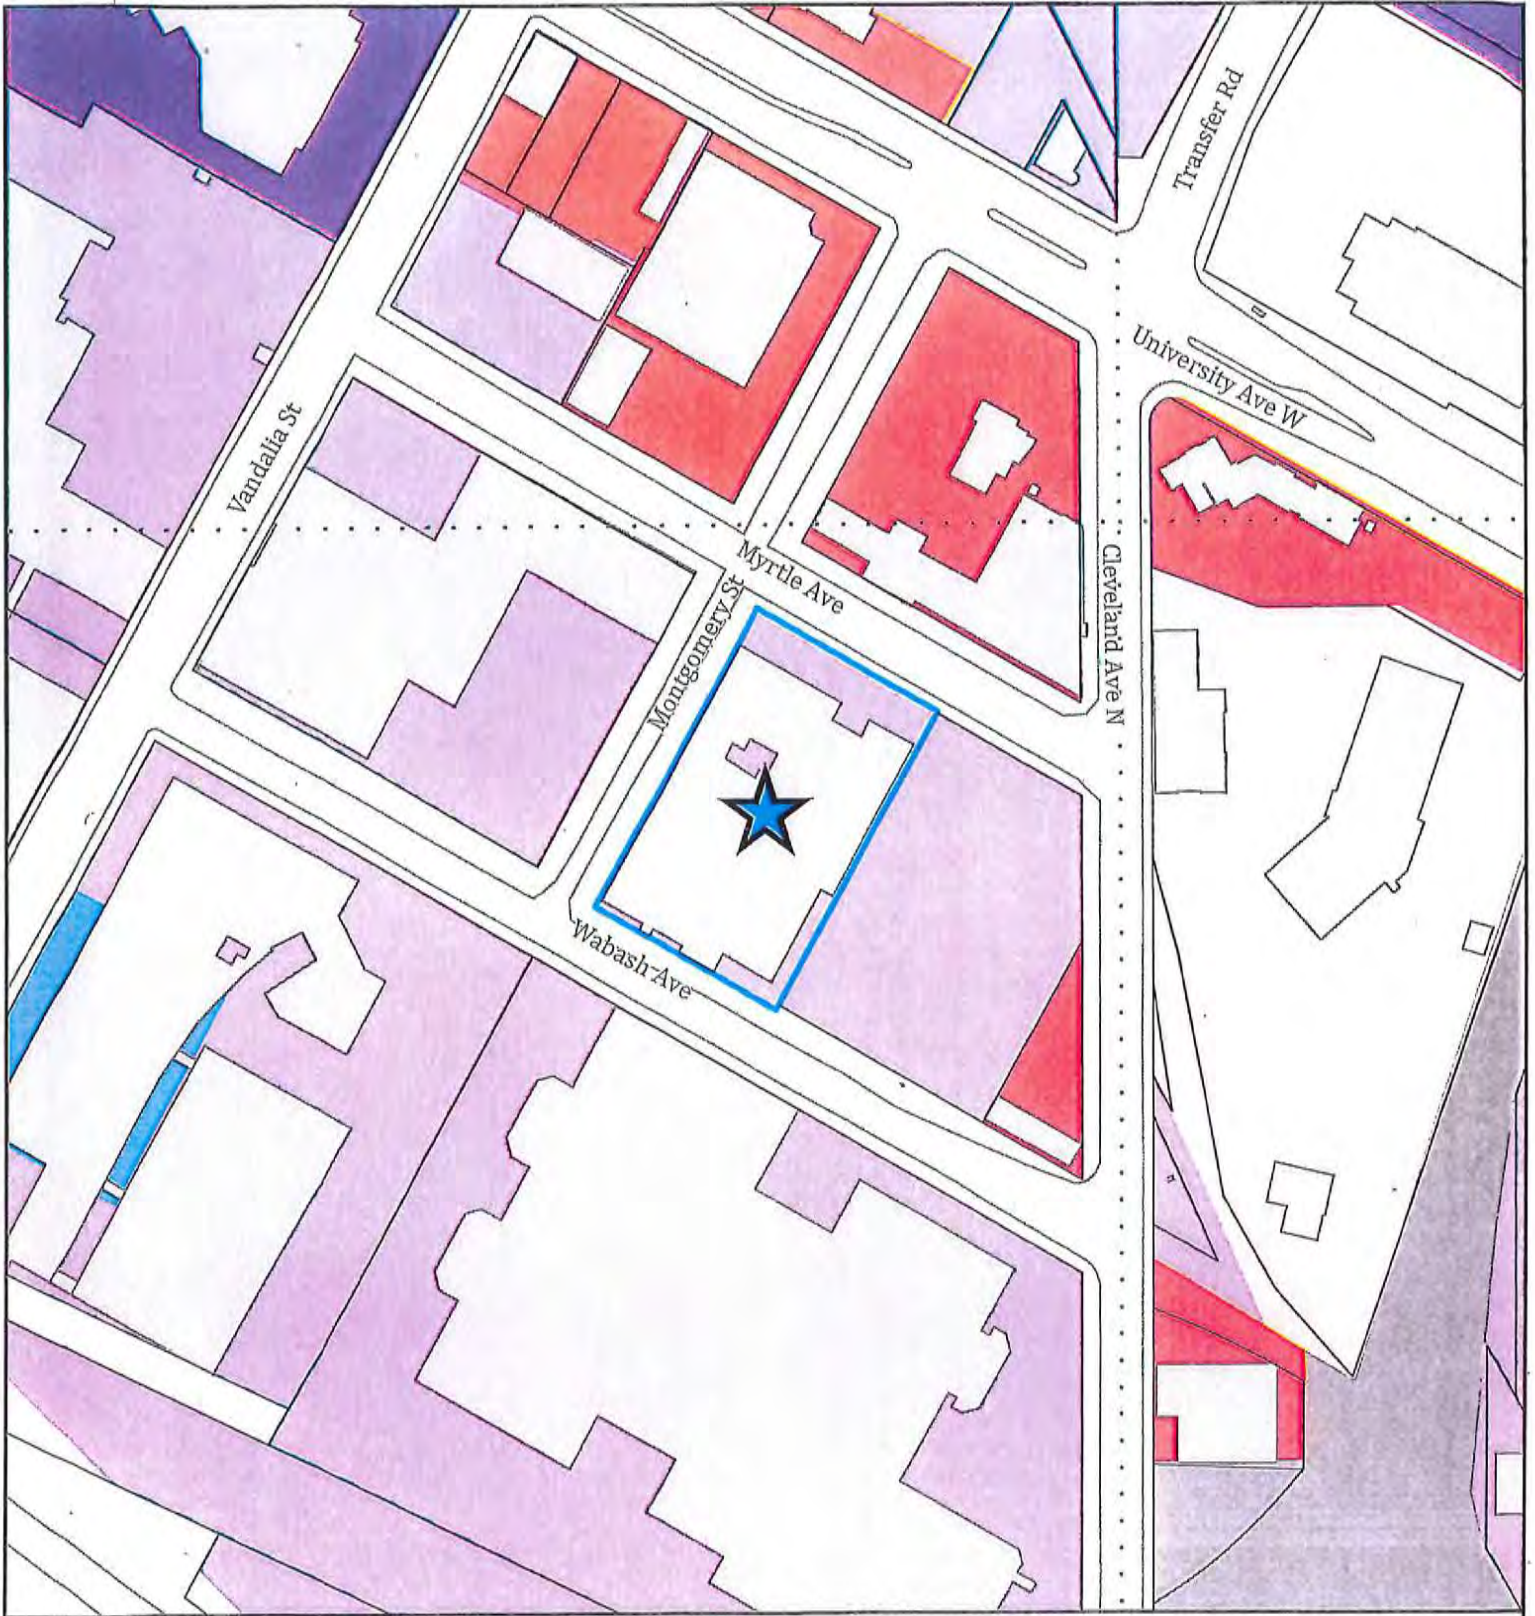 Transfer Rd
University Ave W
Vandalia St
Myrtle Ave
Cleveland Ave N
Montgomery St
Wabash Ave